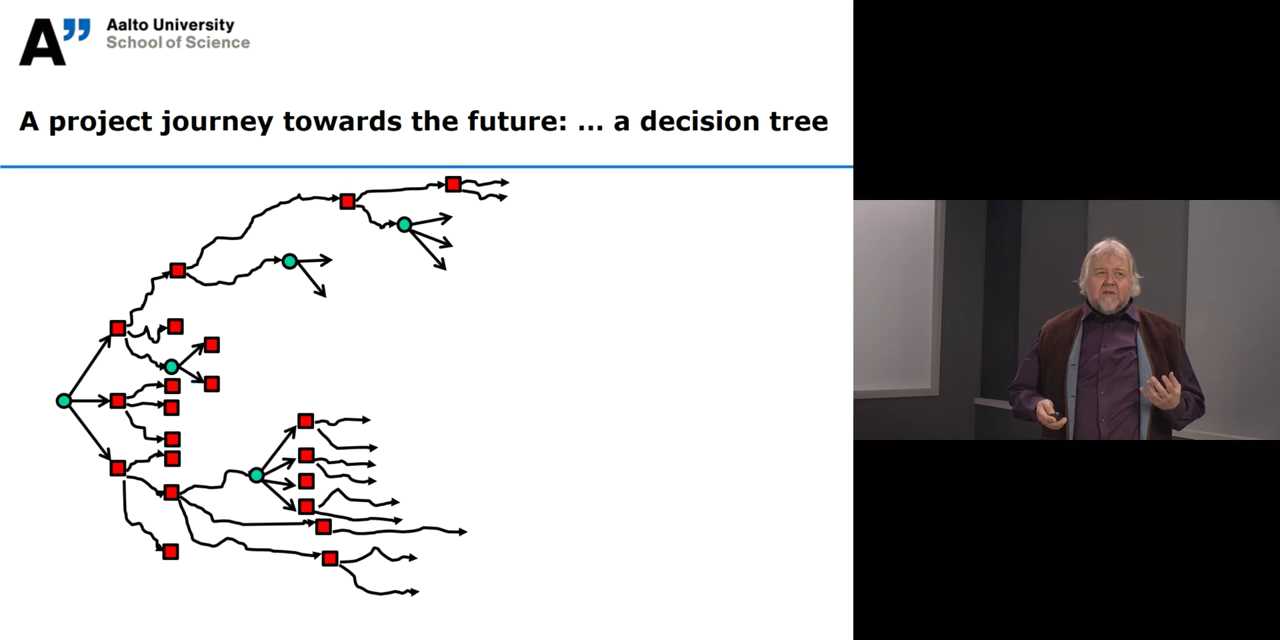 A”
Aalto University
School of Science
A project journey towards the future: ... a decision tree